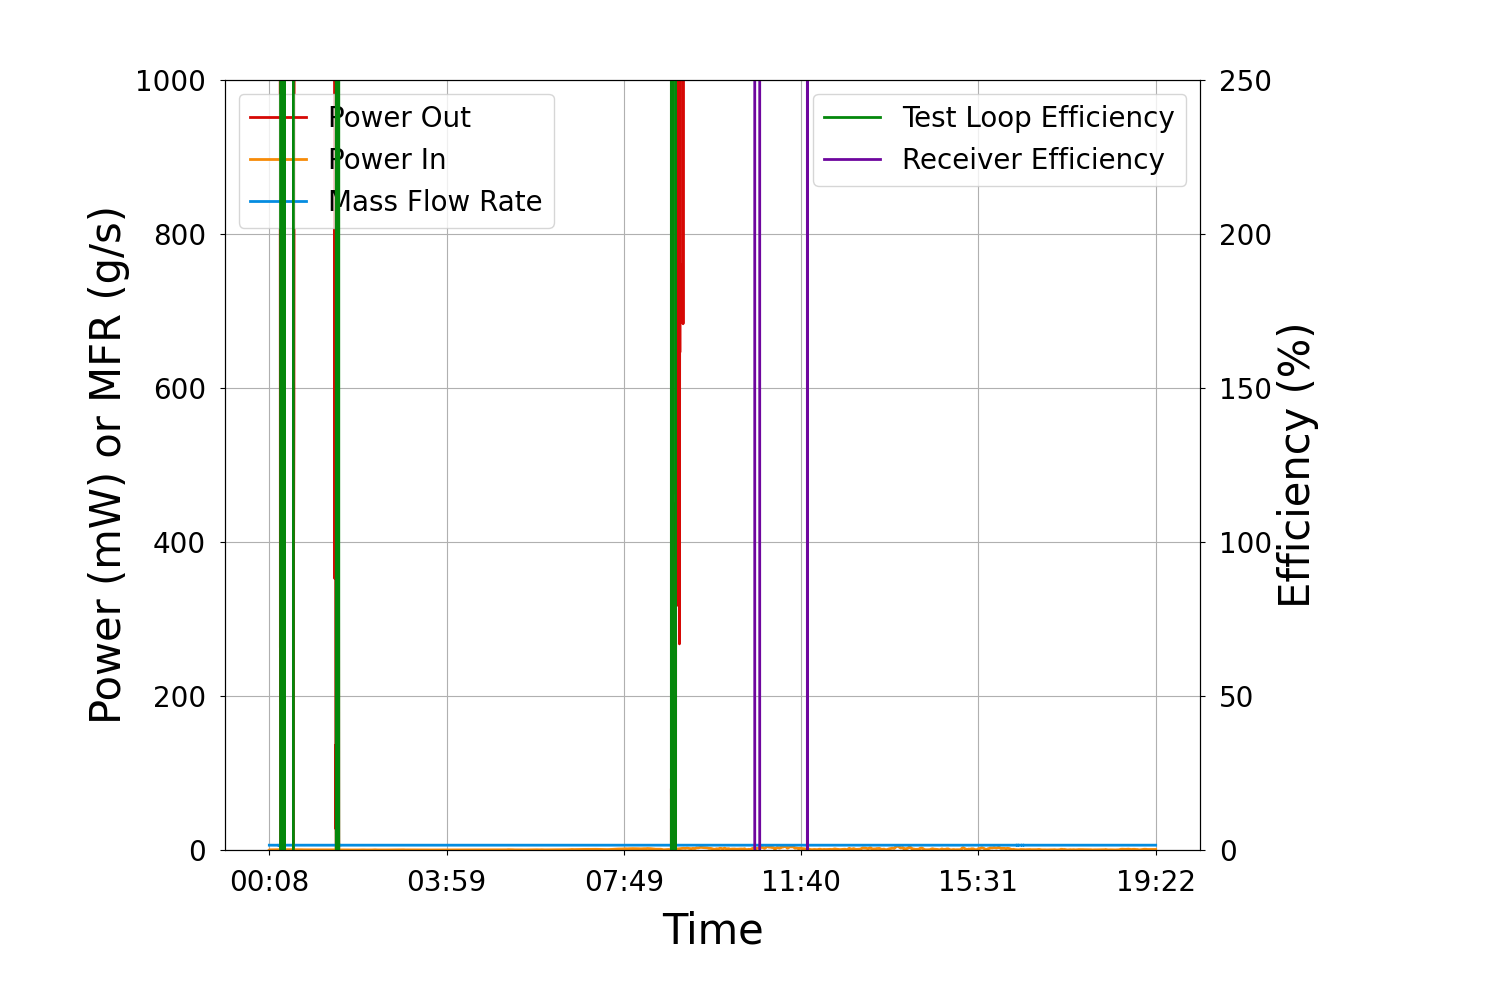 1000
800
600
400
200
0
Power (mW) or MFR (g/s)
Power Out
Power In
Mass Flow Rate
Test Loop Efficiency
Receiver Efficiency
250
200
150
100
50
0
Efficiency (%)
00:08 03:59 07:49 11:40 15:31 19:22
Time